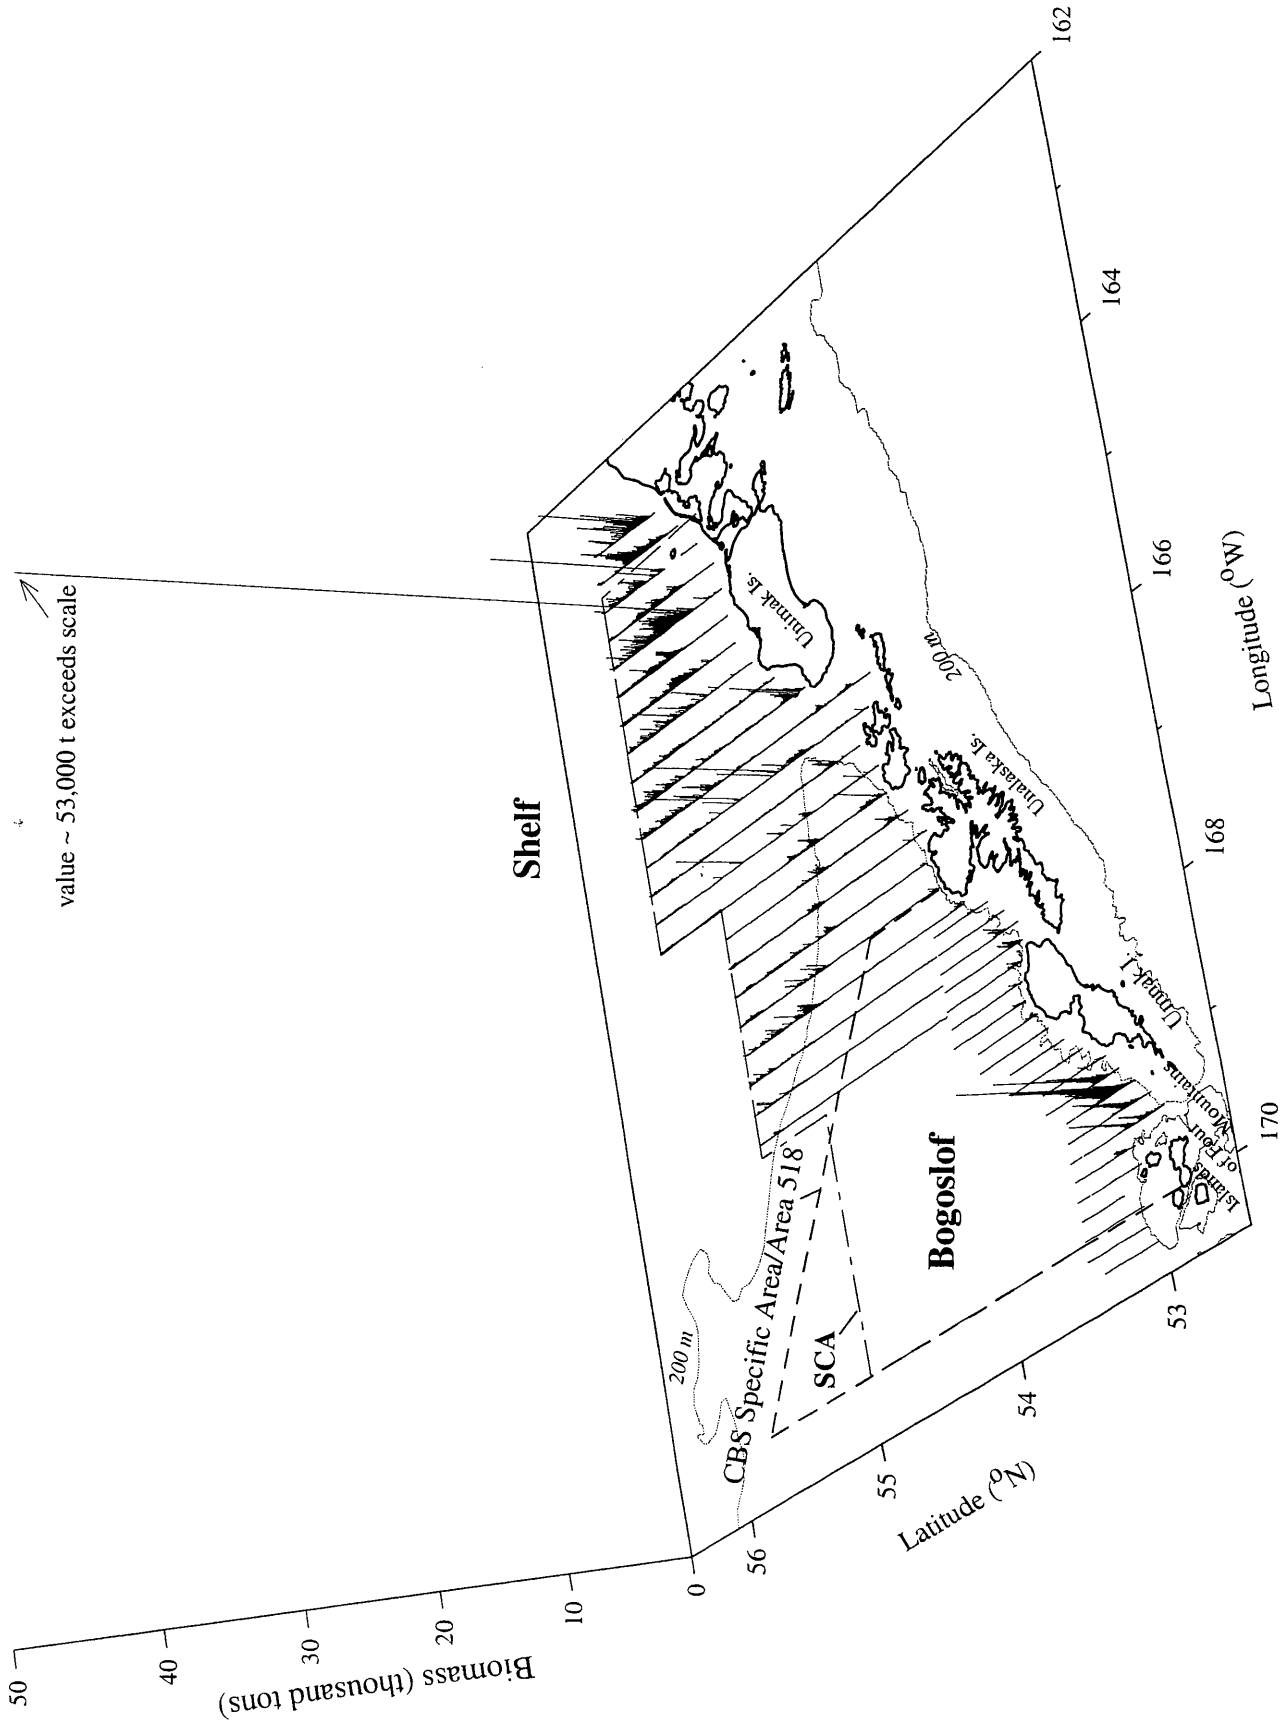 value ~ 53,000 t exceeds scale
50
40
30
20
10
0
Biomass (thousand tons)
Shelf
Bogoslof
SCA
CBS Specific Area/Area 518
200 m
200 m
Unimak Is.
Unalaska Is.
Umnak I.
Islands
of Four
Mountains
56
55
54
53
Latitude (°N)
170
168
166
164
162
Longitude (°W)